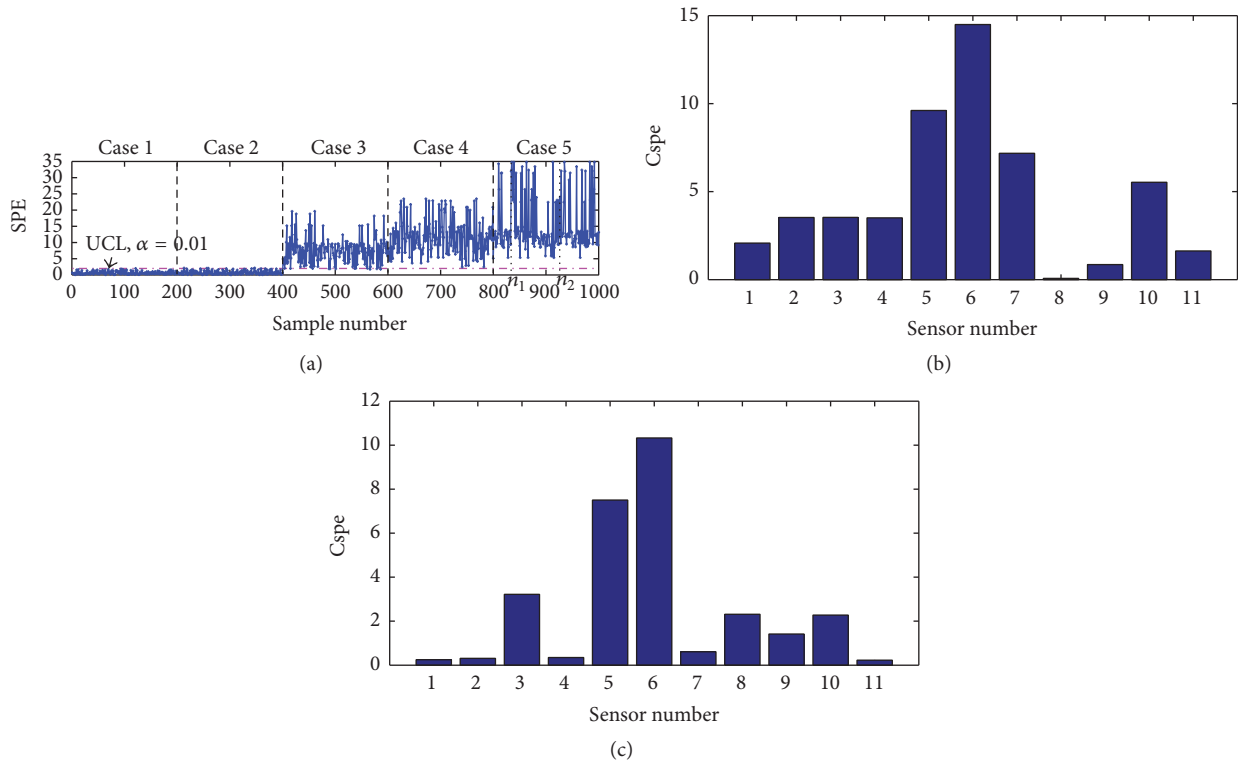 Case 1 Case 2 Case 3 Case 4 Case 5
35
30
25
20
15
10
5
0
SPE
UCL, α = 0.01
n1 n2
0 100 200 300 400 500 600 700 800 900 1000
Sample number
(a)
15
10
5
0
Cspe
1 2 3 4 5 6 7 8 9 10 11
Sensor number
(b)
12
10
8
6
4
2
0
Cspe
1 2 3 4 5 6 7 8 9 10 11
Sensor number
(c)